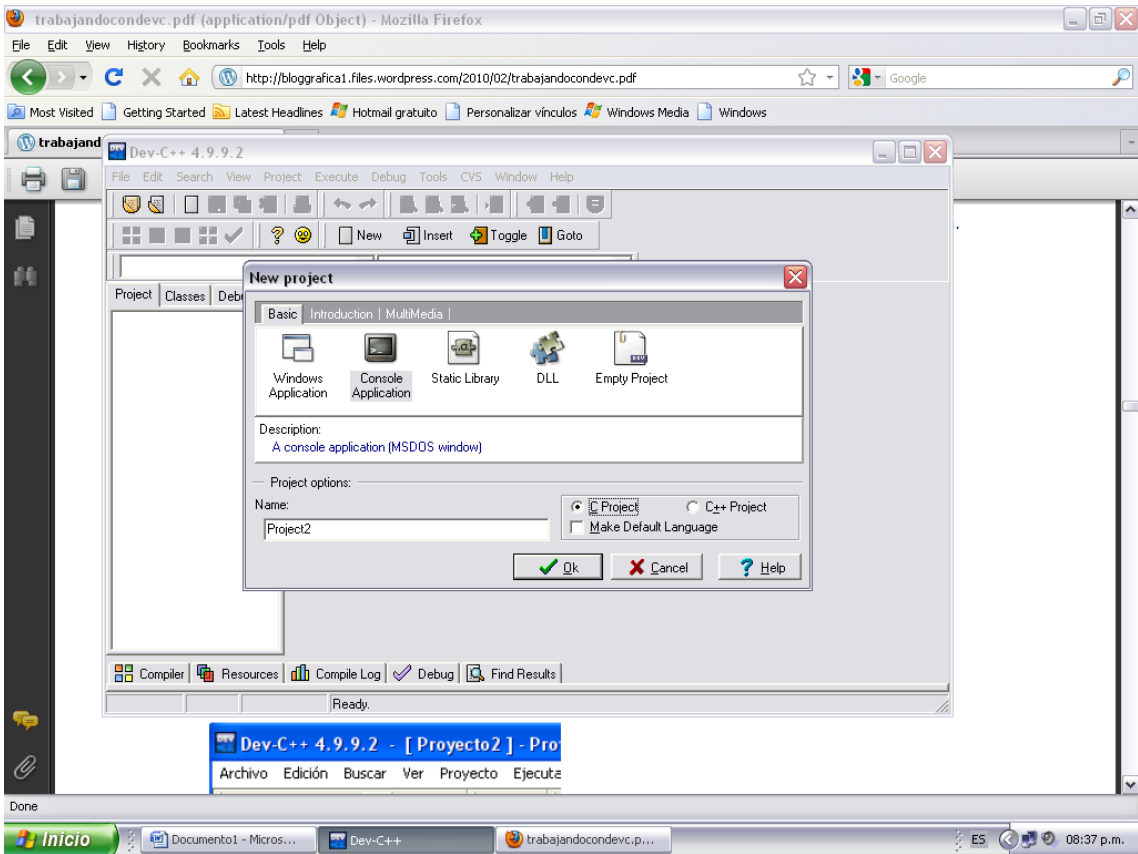 trabajandocondevc.pdf (application/pdf Object) - Mozilla Firefox
File Edit View History Bookmarks Tools Help
http://bloggrafica1.files.wordpress.com/2010/02/trabajandocondevc.pdf
Google
Most Visited Getting Started Latest Headlines Hotmail gratuito Personalizar vínculos Windows Media Windows
trabajand
Dev-C++ 4.9.9.2
File Edit Search View Project Execute Debug Tools CVS Window Help
New Insert Toggle Goto
New project
Project Classes Deb
Basic Introduction MultiMedia
Windows Application
Console Application
Static Library
DLL
Empty Project
Description:
A console application (MSDOS window)
Project options:
Name:
Project2
C Project C++ Project
Make Default Language
Ok Cancel Help
Compiler Resources Compile Log Debug Find Results
Ready.
Dev-C++ 4.9.9.2 - [ Proyecto2 ] - Pro
Archivo Edición Buscar Ver Proyecto Ejecuta
Done
Inicio Documento1 - Micros... Dev-C++ trabajandocondevc.p... ES 08:37 p.m.